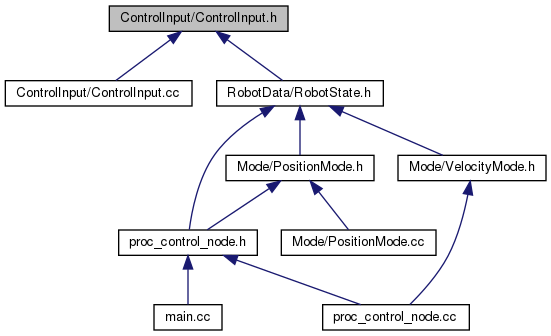 ControlInput/ControlInput.h
ControlInput/ControlInput.cc
RobotData/RobotState.h
Mode/PositionMode.h
Mode/VelocityMode.h
proc_control_node.h
Mode/PositionMode.cc
main.cc
proc_control_node.cc